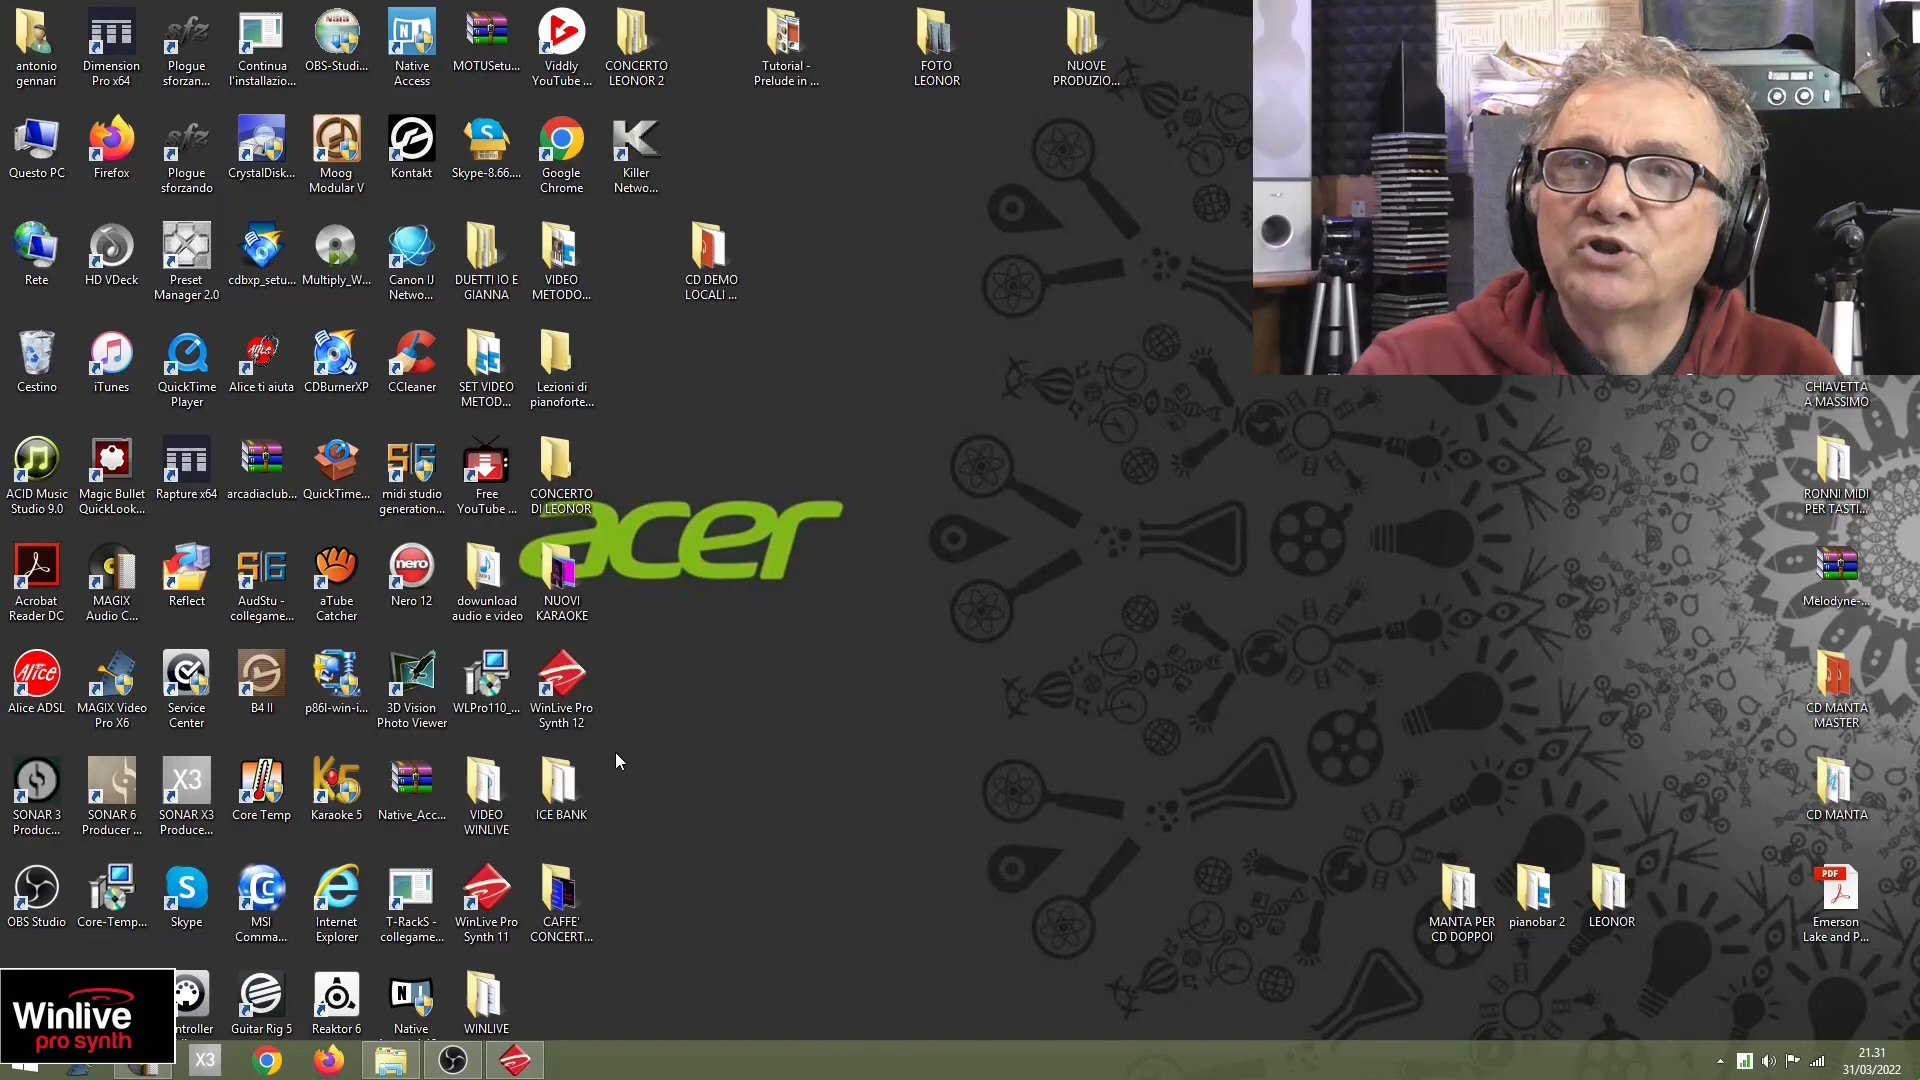 antonio
gennari
Dimension
Pro x64
Plogue
sforzan...
Continua
l'installazio...
OBS-Studi...
Native
Access
MOTUSetu...
Viddly
YouTube ...
CONCERTO
LEONOR 2
Tutorial -
Prelude in ...
FOTO
LEONOR
NUOVE
PRODUZIO...
Questo PC
Firefox
Plogue
sforzando
CrystalDisk...
Moog
Modular V
Kontakt
Skype-8.66....
Google
Chrome
Killer
Netwo...
Rete
HD VDeck
Preset
Manager 2.0
cdbxp_setu...
Multiply_W...
Canon IJ
Netwo...
DUETTI IO E
GIANNA
VIDEO
METODO...
CD DEMO
LOCALI ...
Cestino
iTunes
QuickTime
Player
Alice ti aiuta
CDBurnerXP
CCleaner
SET VIDEO
METOD...
Lezioni di
pianoforte...
CHIAVETTA
A MASSIMO
ACID Music
Studio 9.0
Magic Bullet
QuickLook...
Rapture x64
arcadiaclub...
QuickTime...
midi studio
generation...
Free
YouTube ...
CONCERTO
DI LEONOR
RONNI MIDI
PER TASTI...
acer
Acrobat
Reader DC
MAGIX
Audio C...
Reflect
AudStu -
collegame...
aTube
Catcher
nero
Nero 12
dowunload
audio e video
NUOVI
KARAOKE
Melodyne-...
Alice
Alice ADSL
MAGIX Video
Pro X6
Service
Center
B4 II
p86l-win-i...
3D Vision
Photo Viewer
WLPro110_...
WinLive Pro
Synth 12
CD MANTA
MASTER
SONAR 3
Produc...
SONAR 6
Producer ...
X3
SONAR X3
Produce...
Core Temp
K5
Karaoke 5
Native_Acc...
VIDEO
WINLIVE
ICE BANK
CD MANTA
OBS Studio
Core-Temp...
Skype
MSI
Comma...
Internet
Explorer
T-RackS -
collegame...
WinLive Pro
Synth 11
CAFFE'
CONCERT...
MANTA PER
CD DOPPOI
pianobar 2
LEONOR
PDF
Emerson
Lake and P...
Winlive
pro synth
ntroller
Guitar Rig 5
Reaktor 6
Native
WINLIVE
X3
21.31
31/03/2022